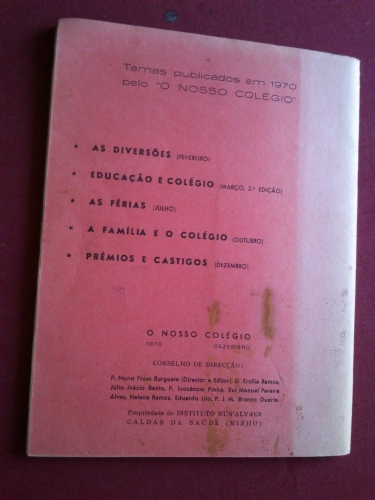 Temas publicados em 1970
pelo "O NOSSO COLÉGIO"
* AS DIVERSÕES (FEVEREIRO)
* EDUCAÇÃO E COLÉGIO (MARÇO, 2.ª EDIÇÃO)
* AS FÉRIAS (JULHO)
* A FAMÍLIA E O COLÉGIO (OUTUBRO)
* PRÉMIOS E CASTIGOS (DEZEMBRO)
O NOSSO COLÉGIO
1970 DEZEMBRO
CONSELHO DE DIRECÇÃO:
P. Nuno Burguete (Director e Editor), D. Ramos,
Júlio Inácio Bento, P. Inocêncio Pinho, Rui Manuel Pereira
Alves, Helena Ramos, Eduardo Lito, P. J. M. Branco Duarte.
Propriedade do INSTITUTO NUN'ALVRES
CALDAS DA SAÚDE (MINHO)